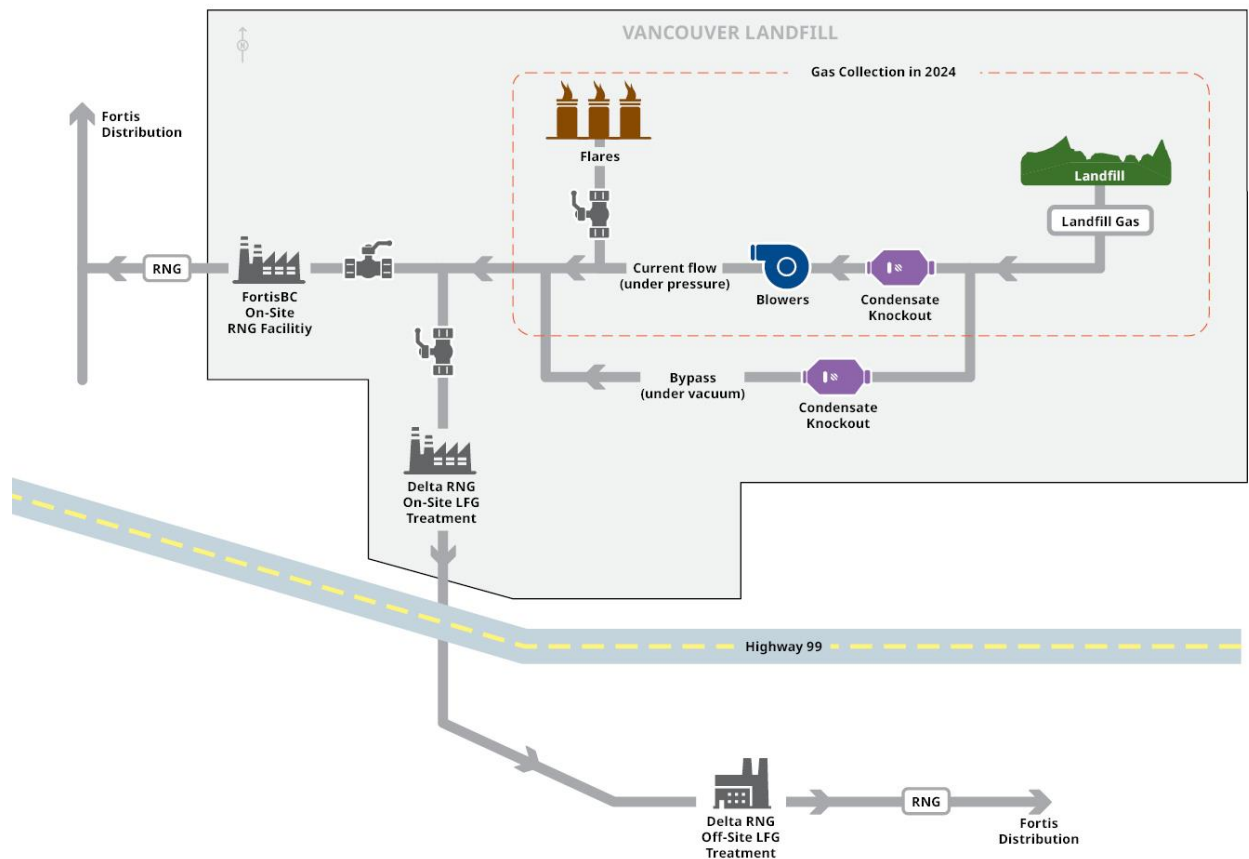 VANCOUVER LANDFILL
N
Gas Collection in 2024
Fortis
Distribution
Flares
Landfill
Landfill Gas
RNG
FortisBC
On-Site
RNG Facilitiy
Current flow
(under pressure)
Blowers
Condensate
Knockout
Bypass
(under vacuum)
Condensate
Knockout
Delta RNG
On-Site LFG
Treatment
Highway 99
Delta RNG
Off-Site LFG
Treatment
RNG
Fortis
Distribution